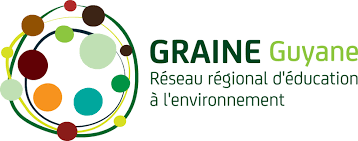 GRAINE Guyane
Réseau régional d'éducation
à l'environnement